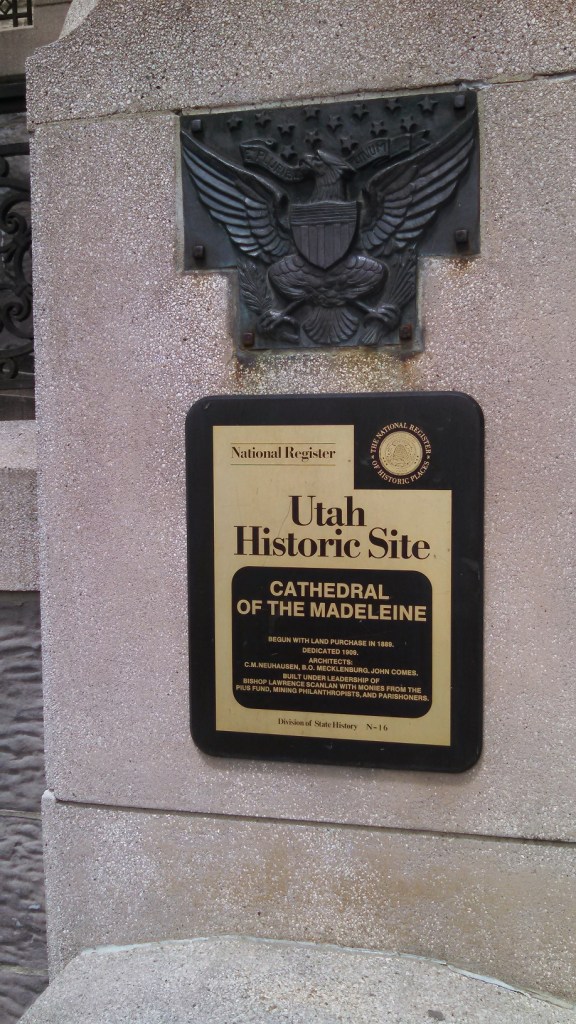 E PLURIBUS UNUM
National Register
THE NATIONAL REGISTER
OF HISTORIC PLACES
Utah
Historic Site
CATHEDRAL
OF THE MADELEINE
BEGUN WITH LAND PURCHASE IN 1889.
DEDICATED 1909.
ARCHITECTS:
C.M.NEUHAUSEN, B.O. MECKLENBURG, JOHN COMES.
BUILT UNDER LEADERSHIP OF
BISHOP LAWRENCE SCANLAN WITH MONIES FROM THE
PIUS FUND, MINING PHILANTHROPISTS, AND PARISHONERS.
Division of State History N-16